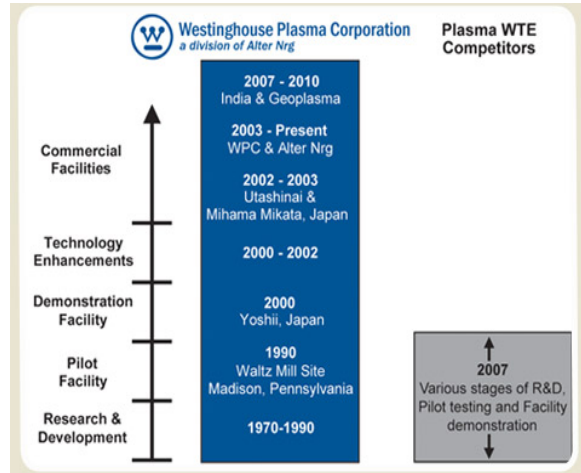 W
Westinghouse Plasma Corporation
a division of Alter Nrg
Plasma WTE
Competitors
Commercial
Facilities
Technology
Enhancements
Demonstration
Facility
Pilot
Facility
Research &
Development
2007 - 2010
India & Geoplasma
2003 - Present
WPC & Alter Nrg
2002 - 2003
Utashinai &
Mihama Mikata, Japan
2000 - 2002
2000
Yoshii, Japan
1990
Waltz Mill Site
Madison, Pennsylvania
1970-1990
2007
Various stages of R&D,
Pilot testing and Facility
demonstration